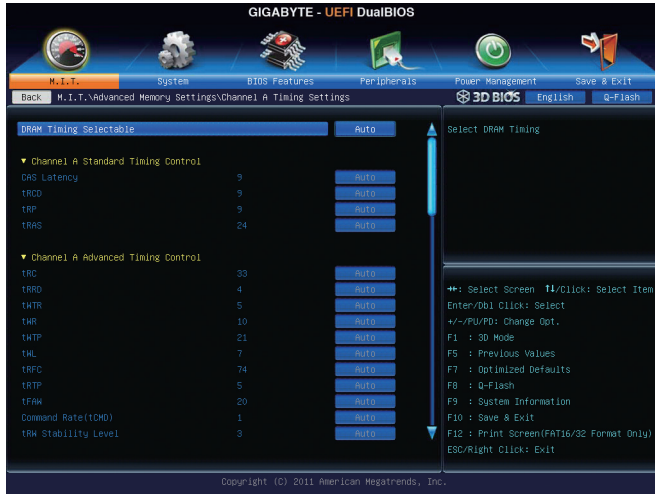 GIGABYTE - UEFI DualBIOS
M.I.T. System BIOS Features Peripherals Power Management Save & Exit
Back M.I.T.\Advanced Memory Settings\Channel A Timing Settings 3D BIOS English Q-Flash
DRAM Timing Selectable Auto Select DRAM Timing
▼ Channel A Standard Timing Control
CAS Latency 9 Auto
tRCD 9 Auto
tRP 9 Auto
tRAS 24 Auto
▼ Channel A Advanced Timing Control
tRC 33 Auto
tRRD 4 Auto
tWTR 5 Auto
tWR 10 Auto
tWTP 21 Auto
tWL 7 Auto
tRFC 74 Auto
tRTP 5 Auto
tFAW 20 Auto
Command Rate(tCMD) 1 Auto
tRW Stability Level 3 Auto
→←: Select Screen ↑↓/Click: Select Item
Enter/Dbl Click: Select
+/-/PU/PD: Change Opt.
F1 : 3D Mode
F5 : Previous Values
F7 : Optimized Defaults
F8 : Q-Flash
F9 : System Information
F10 : Save & Exit
F12 : Print Screen(FAT16/32 Format Only)
ESC/Right Click: Exit
Copyright (C) 2011 American Megatrends, Inc.